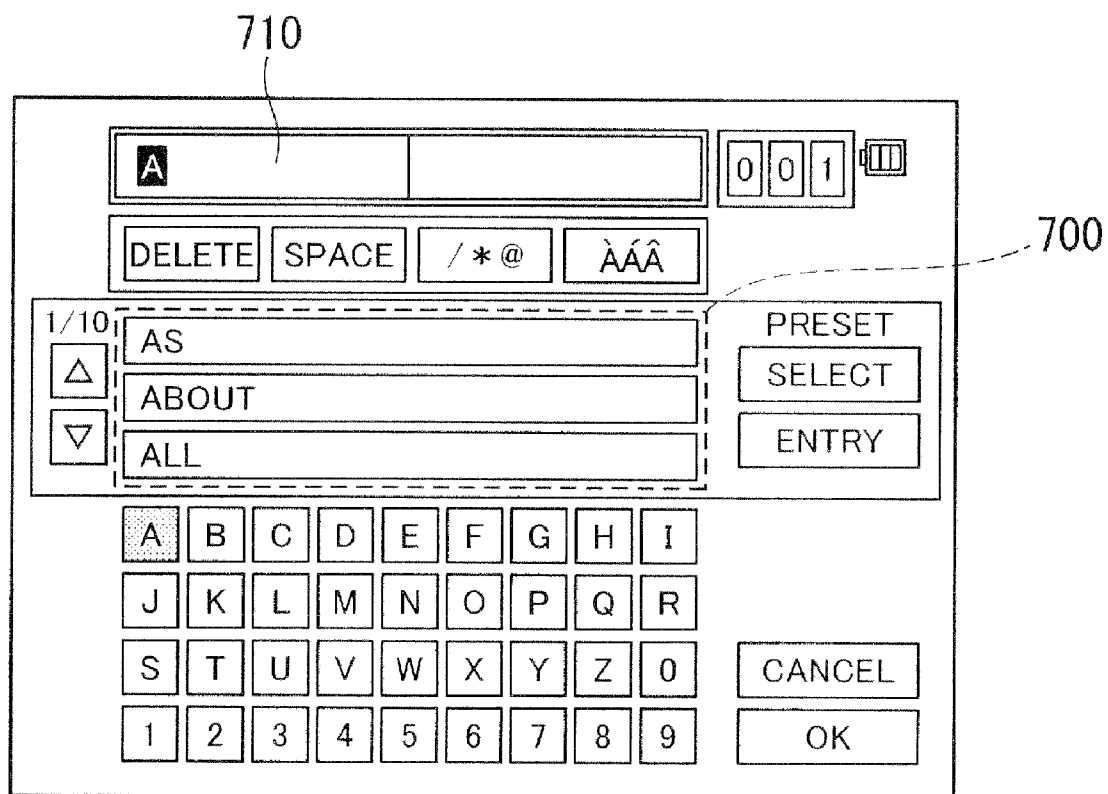 710
A
0 0 1
DELETE SPACE /*@ ÀÁÂ
700
1/10
△
▽
AS
ABOUT
ALL
PRESET
SELECT
ENTRY
A B C D E F G H I
J K L M N O P Q R
S T U V W X Y Z 0
1 2 3 4 5 6 7 8 9
CANCEL
OK